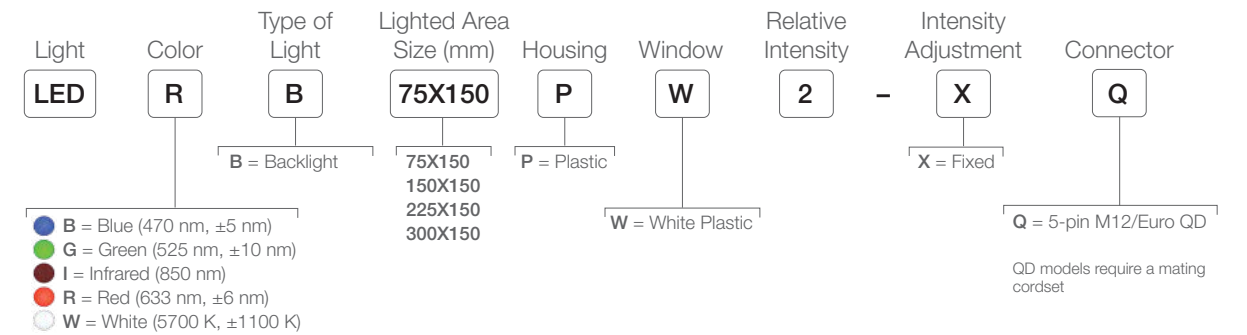 Light
Color
Type of
Light
Lighted Area
Size (mm)
Housing
Window
Relative
Intensity
Intensity
Adjustment
Connector
LED
R
B
75X150
P
W
2
–
X
Q
B = Backlight
75X150
150X150
225X150
300X150
P = Plastic
X = Fixed
B = Blue (470 nm, ±5 nm)
G = Green (525 nm, ±10 nm)
I = Infrared (850 nm)
R = Red (633 nm, ±6 nm)
W = White (5700 K, ±1100 K)
W = White Plastic
Q = 5-pin M12/Euro QD
QD models require a mating
cordset